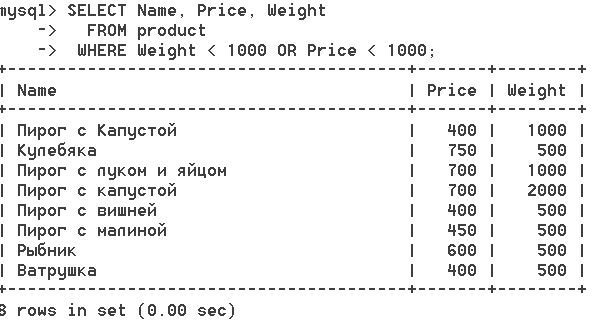 mysql> SELECT Name, Price, Weight
-> FROM product
-> WHERE Weight < 1000 OR Price < 1000;
+----------------------------------------+-------+--------+
| Name | Price | Weight |
+----------------------------------------+-------+--------+
| Пирог с Капустой | 400 | 1000 |
| Кулебяка | 750 | 500 |
| Пирог с луком и яйцом | 700 | 1000 |
| Пирог с капустой | 700 | 2000 |
| Пирог с вишней | 400 | 500 |
| Пирог с малиной | 450 | 500 |
| Рыбник | 600 | 500 |
| Ватрушка | 400 | 500 |
+----------------------------------------+-------+--------+
8 rows in set (0.00 sec)